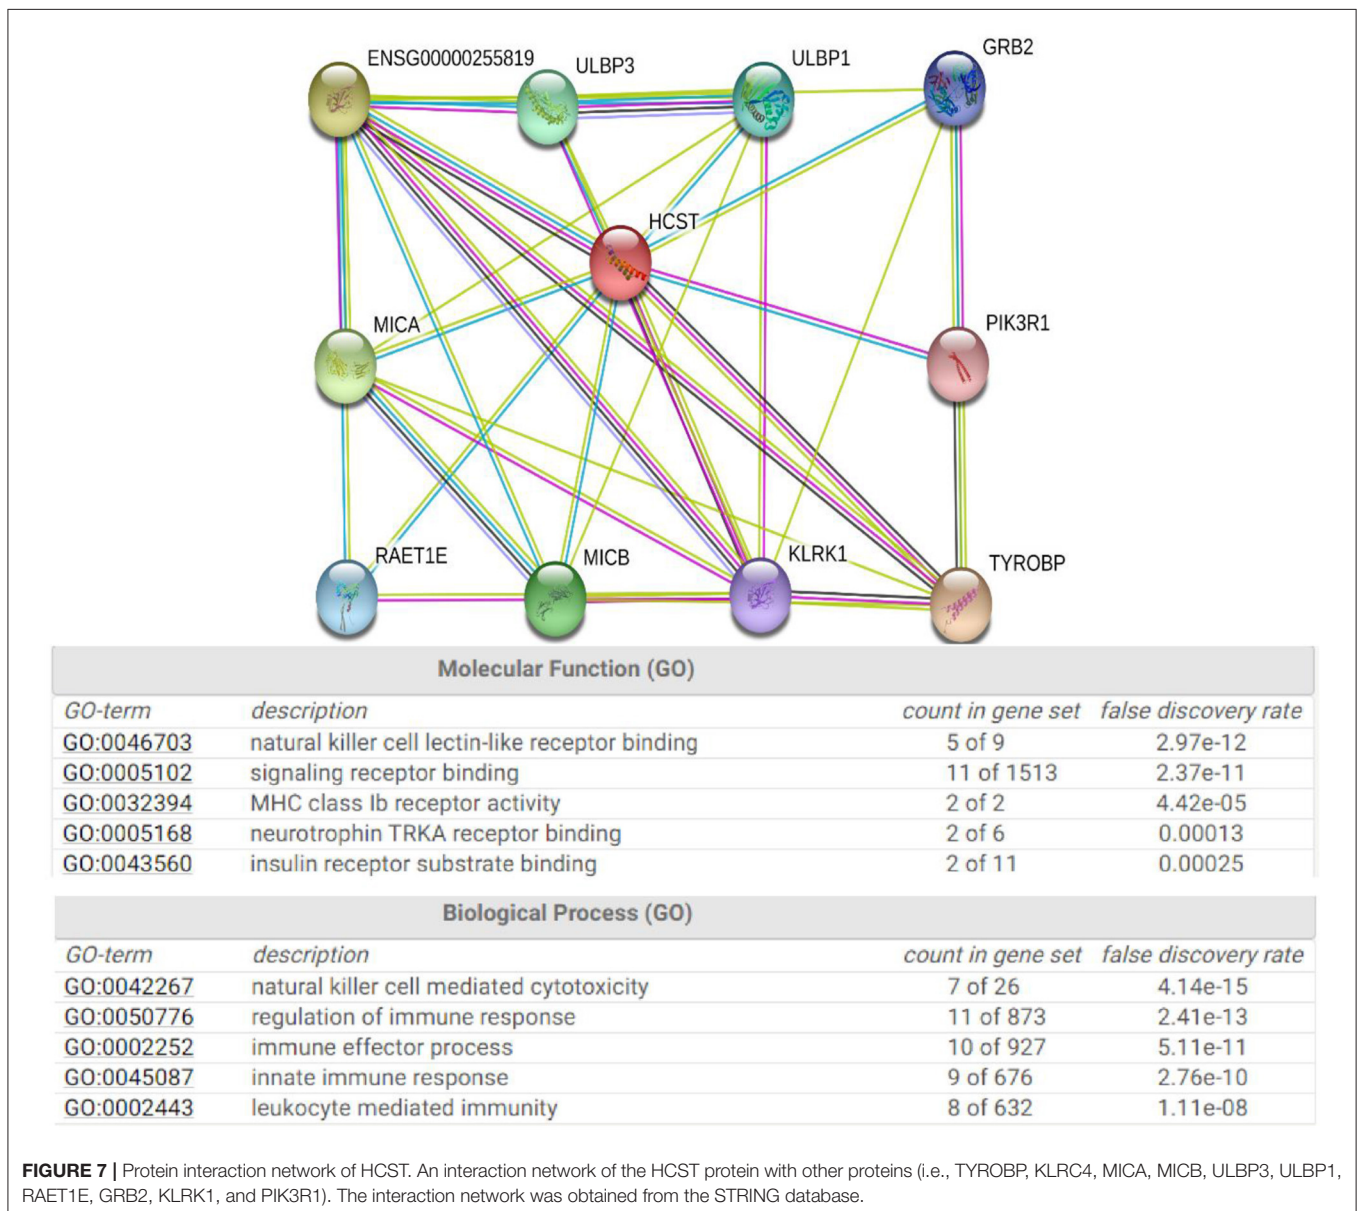 ENSG00000255819
ULBP3
ULBP1
GRB2
HCST
MICA
PIK3R1
RAET1E
MICB
KLRK1
TYROBP
Molecular Function (GO)
GO-term description count in gene set false discovery rate
GO:0046703 natural killer cell lectin-like receptor binding 5 of 9 2.97e-12
GO:0005102 signaling receptor binding 11 of 1513 2.37e-11
GO:0032394 MHC class Ib receptor activity 2 of 2 4.42e-05
GO:0005168 neurotrophin TRKA receptor binding 2 of 6 0.00013
GO:0043560 insulin receptor substrate binding 2 of 11 0.00025
Biological Process (GO)
GO-term description count in gene set false discovery rate
GO:0042267 natural killer cell mediated cytotoxicity 7 of 26 4.14e-15
GO:0050776 regulation of immune response 11 of 873 2.41e-13
GO:0002252 immune effector process 10 of 927 5.11e-11
GO:0045087 innate immune response 9 of 676 2.76e-10
GO:0002443 leukocyte mediated immunity 8 of 632 1.11e-08
FIGURE 7 | Protein interaction network of HCST. An interaction network of the HCST protein with other proteins (i.e., TYROBP, KLRC4, MICA, MICB, ULBP3, ULBP1,
RAET1E, GRB2, KLRK1, and PIK3R1). The interaction network was obtained from the STRING database.